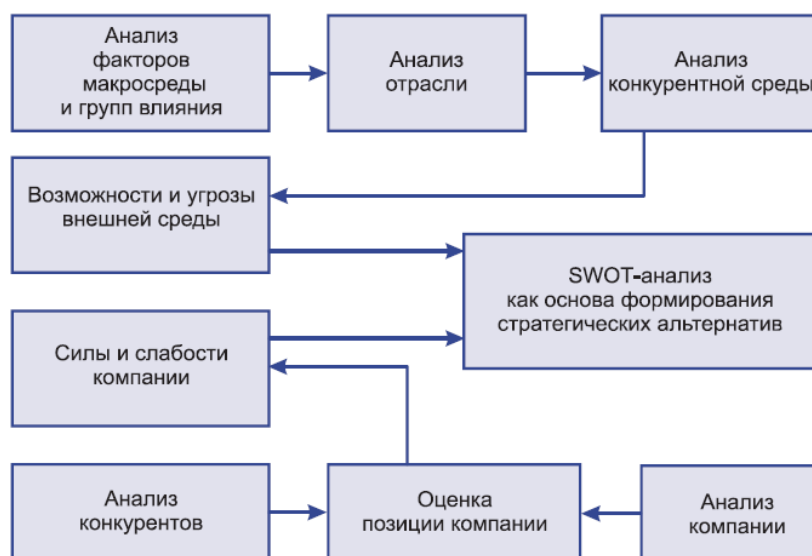 Анализ
факторов
макросреды
и групп влияния
Анализ
отрасли
Анализ
конкурентной среды
Возможности и угрозы
внешней среды
SWOT-анализ
как основа формирования
стратегических альтернатив
Силы и слабости
компании
Анализ
конкурентов
Оценка
позиции компании
Анализ
компании